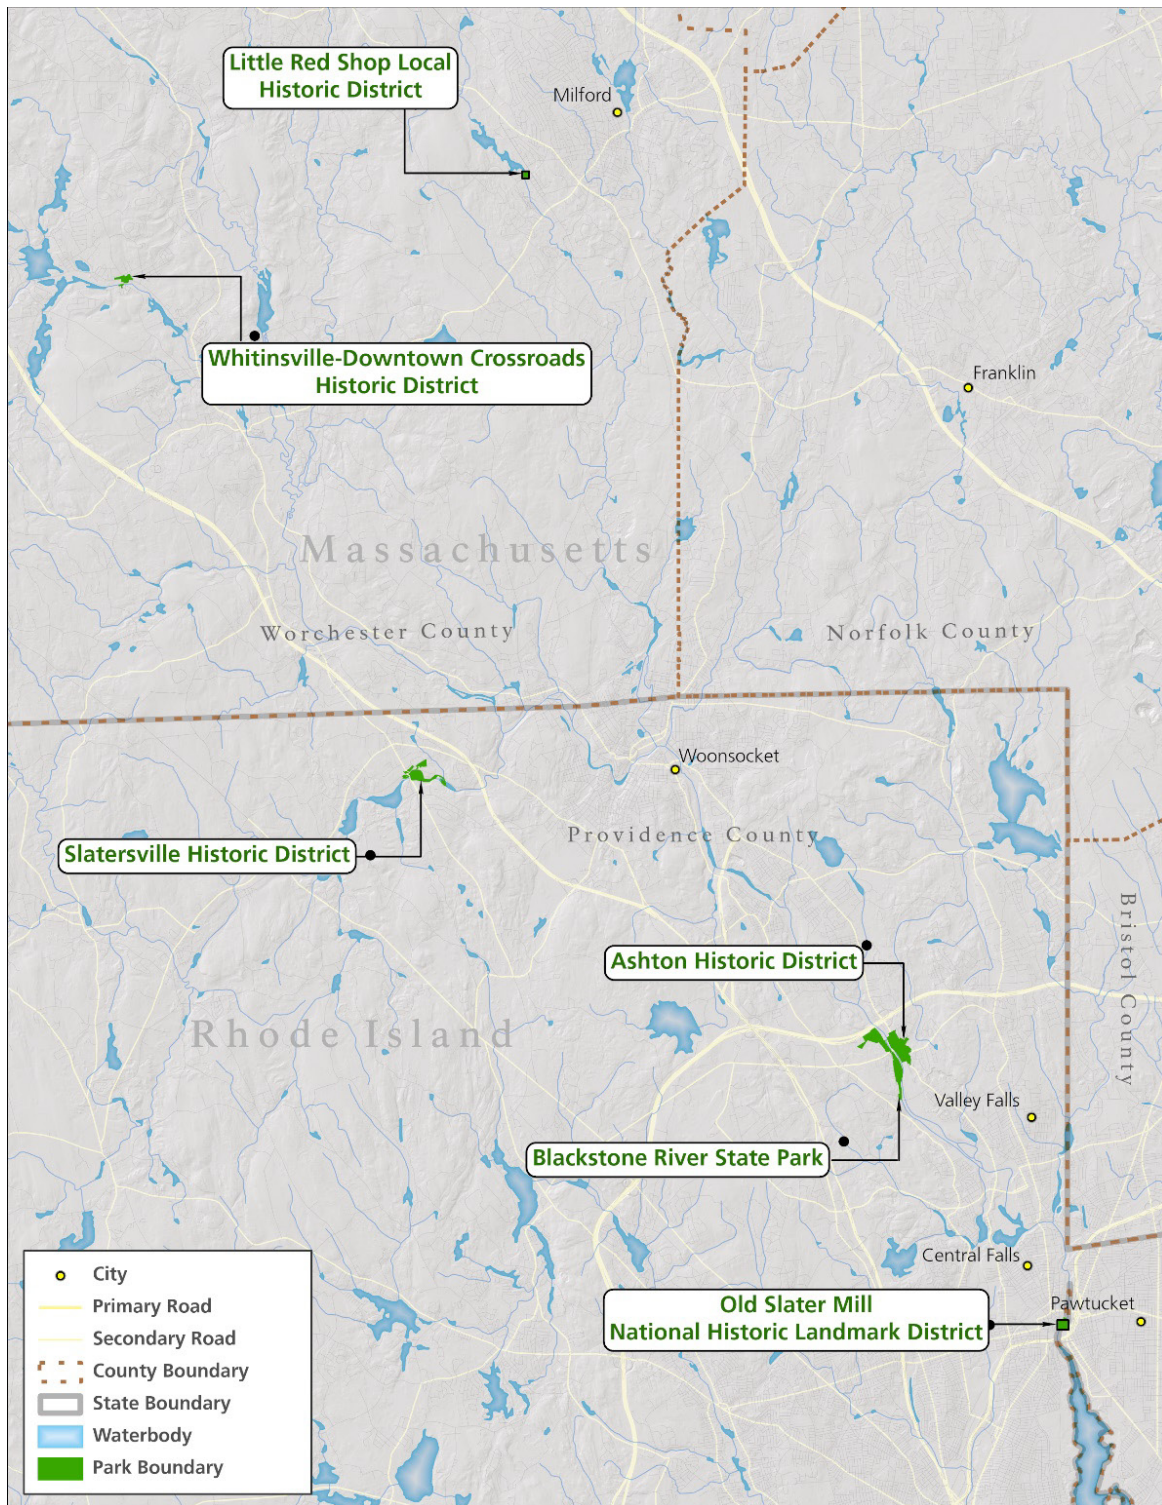 Little Red Shop Local
Historic District
Milford
Whitinsville-Downtown Crossroads
Historic District
Franklin
Massachusetts
Worchester County
Norfolk County
Woonsocket
Providence County
Slatersville Historic District
Bristol County
Ashton Historic District
Rhode Island
Valley Falls
Blackstone River State Park
Central Falls
Old Slater Mill
National Historic Landmark District
Pawtucket
City
Primary Road
Secondary Road
County Boundary
State Boundary
Waterbody
Park Boundary